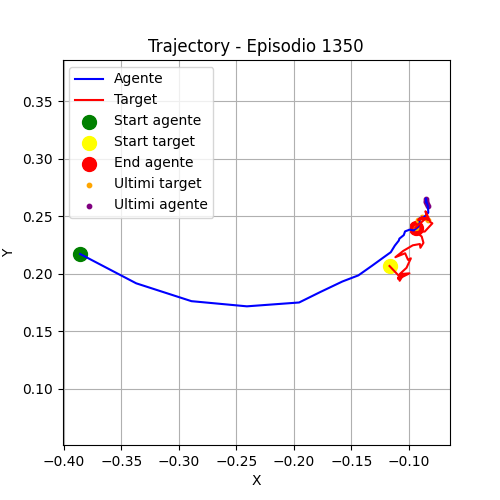 Trajectory - Episodio 1350
Agente
Target
Start agente
Start target
End agente
Ultimi target
Ultimi agente
0.35
0.30
0.25
0.20
0.15
0.10
Y
−0.40 −0.35 −0.30 −0.25 −0.20 −0.15 −0.10
X